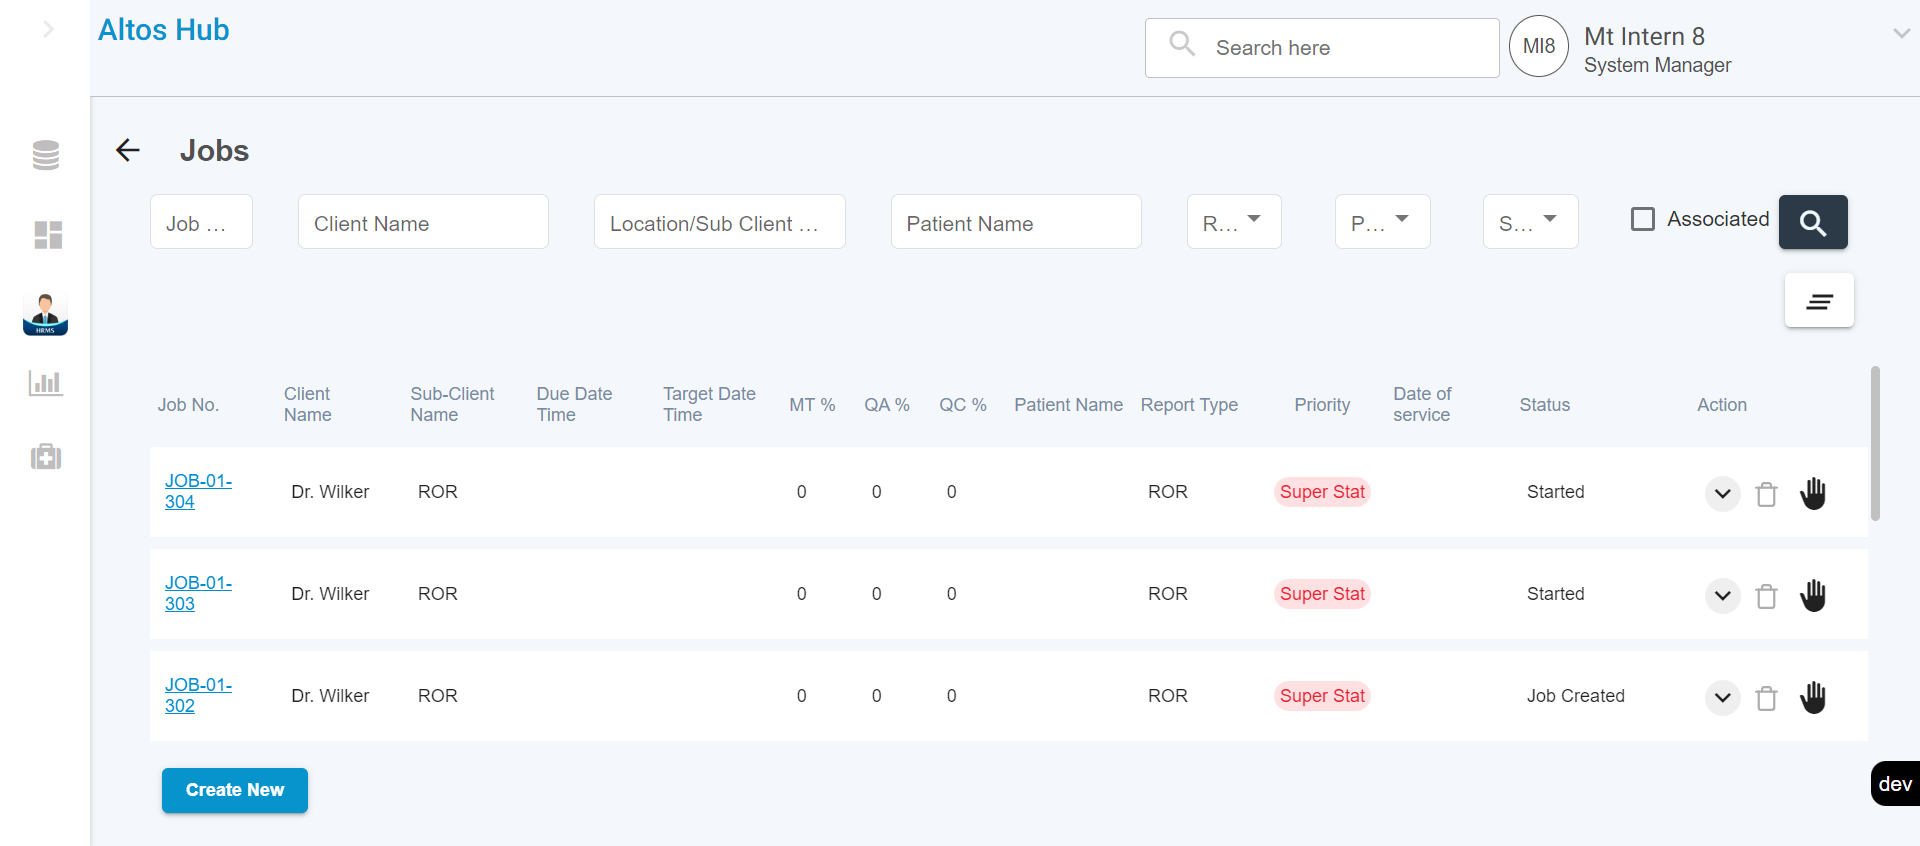 Altos Hub
Search here
MI8
Mt Intern 8
System Manager
Jobs
Job ...
Client Name
Location/Sub Client ...
Patient Name
R...
P...
S...
Associated
HRMS
Job No.
Client Name
Sub-Client Name
Due Date Time
Target Date Time
MT %
QA %
QC %
Patient Name
Report Type
Priority
Date of service
Status
Action
JOB-01-304
Dr. Wilker
ROR
0
0
0
ROR
Super Stat
Started
JOB-01-303
Dr. Wilker
ROR
0
0
0
ROR
Super Stat
Started
JOB-01-302
Dr. Wilker
ROR
0
0
0
ROR
Super Stat
Job Created
Create New
dev